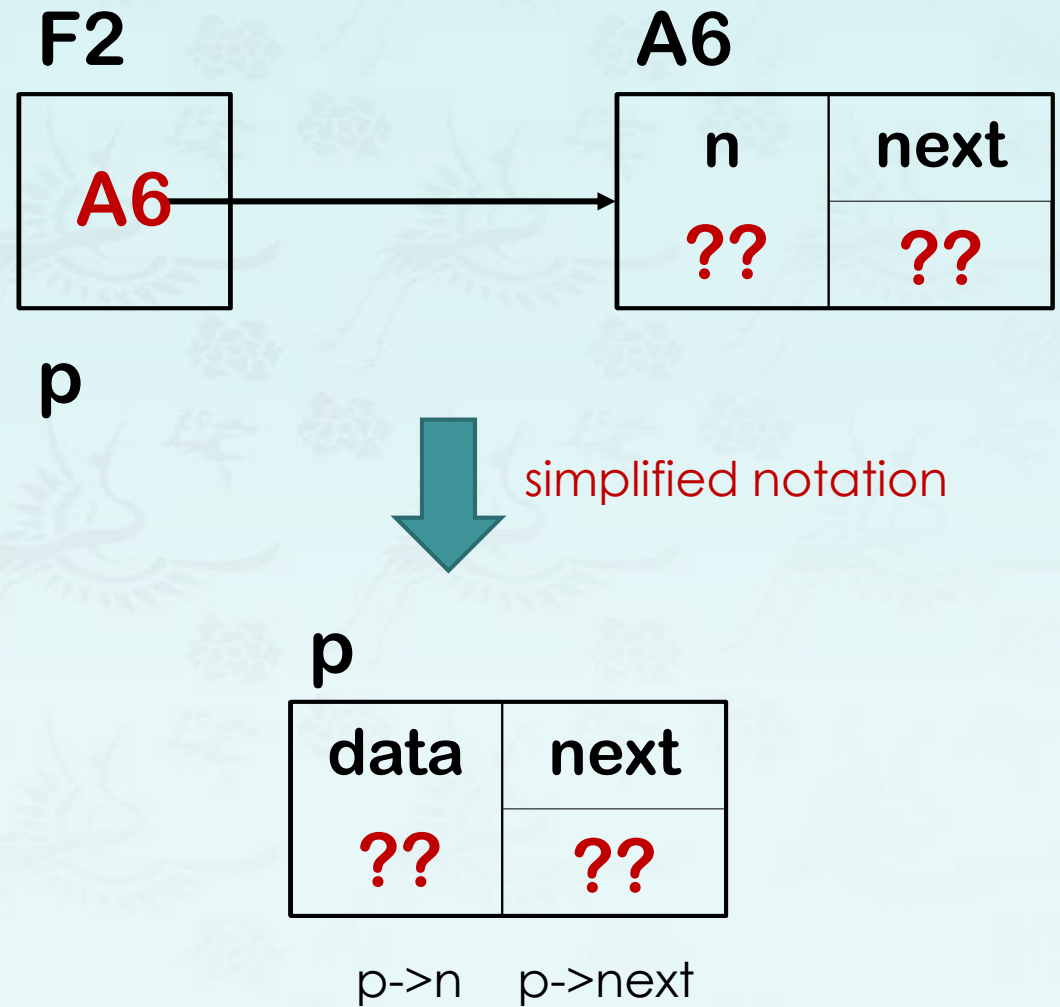 F2 A6
n next
A6 ?? ??
p
simplified notation
p
data next
?? ??
p->n p->next